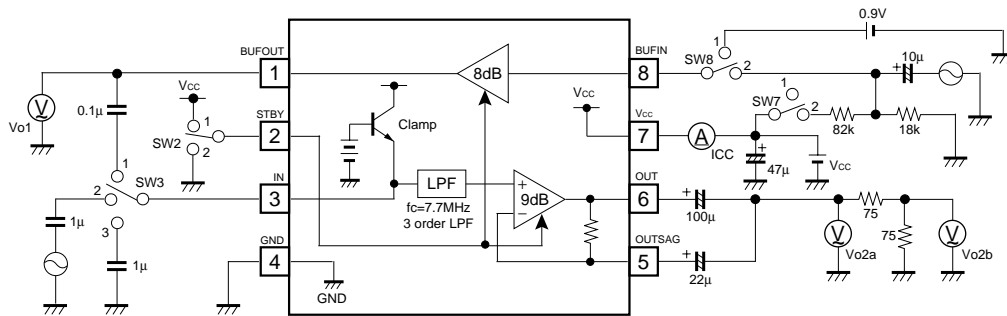 0.9V
1
BUFOUT
BUFIN
SW8
2
10μ
+
1
8dB
8
V
Vo1
0.1μ
Vcc
STBY
1
SW2
2
2
Clamp
Vcc
Vcc
7
1
SW7
2
82k
18k
A
ICC
+
47μ
Vcc
1
2
SW3
3
IN
3
LPF
fc=7.7MHz
3 order LPF
+
9dB
−
OUT
6
+
100μ
75
75
1μ
1μ
GND
4
GND
OUTSAG
5
+
22μ
V
Vo2a
V
Vo2b